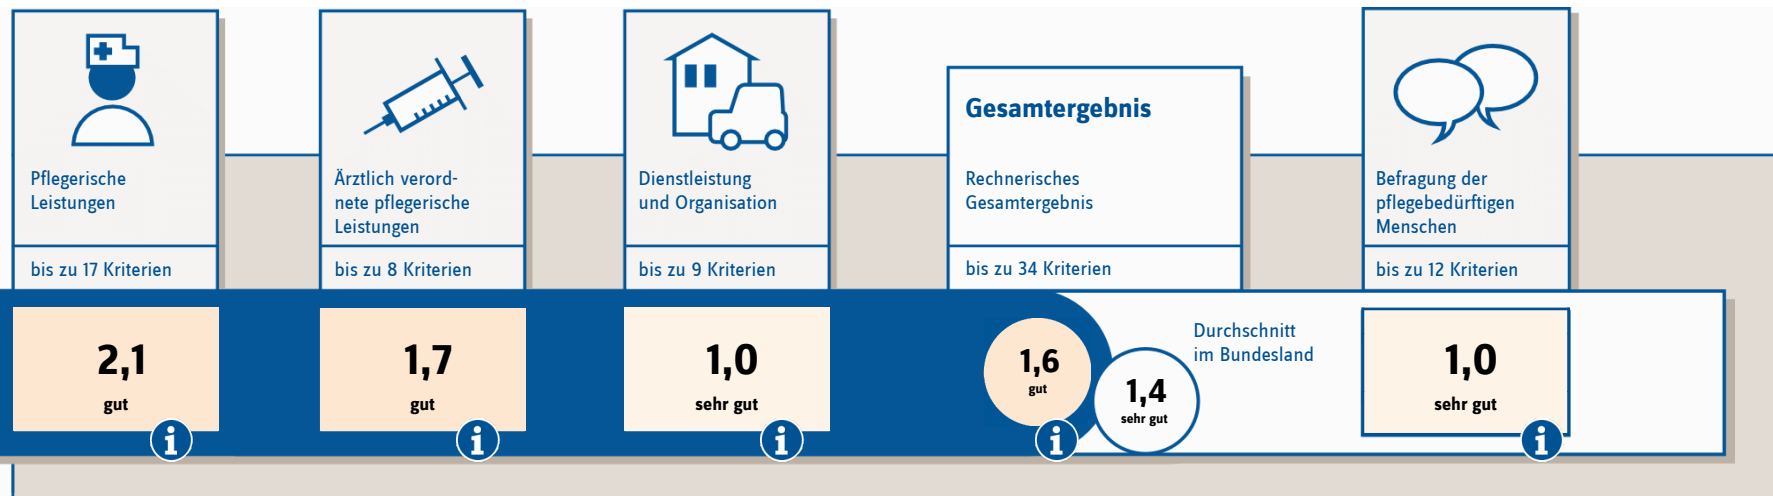 Pflegerische
Leistungen
bis zu 17 Kriterien
2,1
gut
i
Ärztlich verord-
nete pflegerische
Leistungen
bis zu 8 Kriterien
1,7
gut
i
Dienstleistung
und Organisation
bis zu 9 Kriterien
1,0
sehr gut
i
Gesamtergebnis
Rechnerisches
Gesamtergebnis
bis zu 34 Kriterien
1,6
gut
i
1,4
sehr gut
Durchschnitt
im Bundesland
Befragung der
pflegebedürftigen
Menschen
bis zu 12 Kriterien
1,0
sehr gut
i